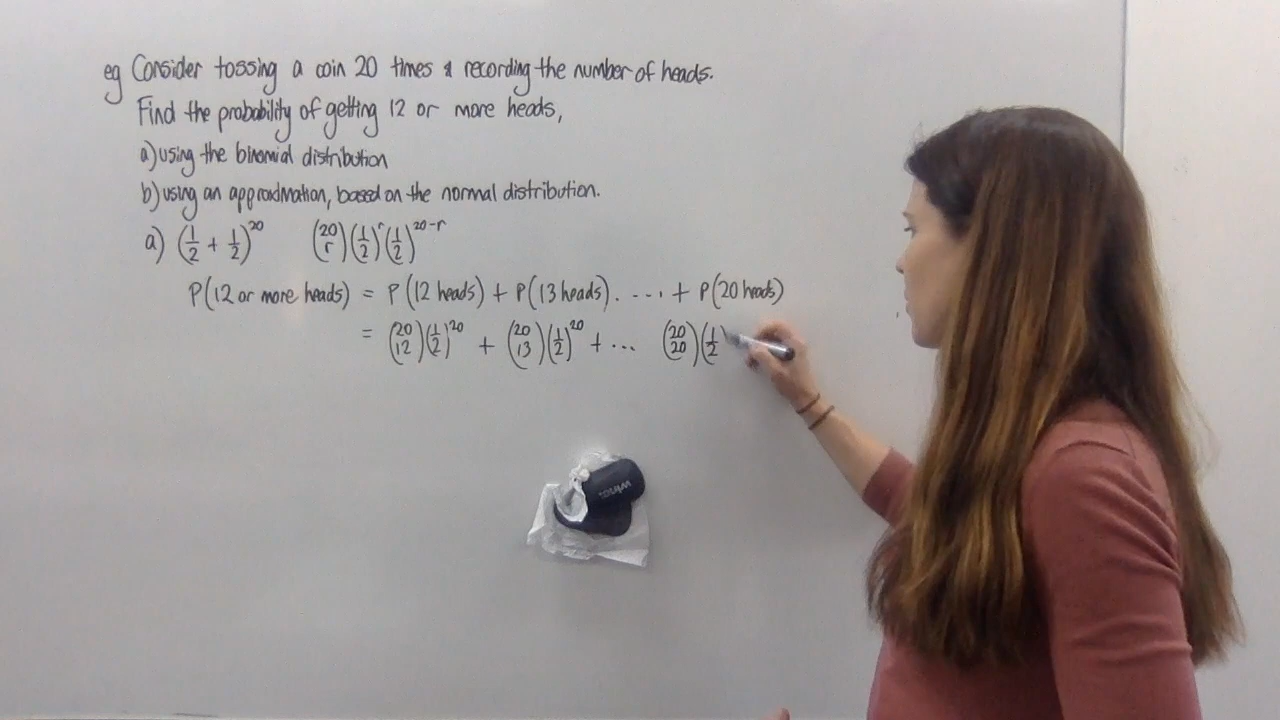 eg Consider tossing a coin 20 times & recording the number of heads.
Find the probability of getting 12 or more heads,
a) using the binomial distribution
b) using an approximation, based on the normal distribution.
a) (1/2 + 1/2)^20 (20 r)(1/2)^r(1/2)^20-r
P(12 or more heads) = P(12 heads) + P(13 heads). ...+ P(20 heads)
= (20 12)(1/2)^20 + (20 13)(1/2)^20 + ... (20 20)(1/2)